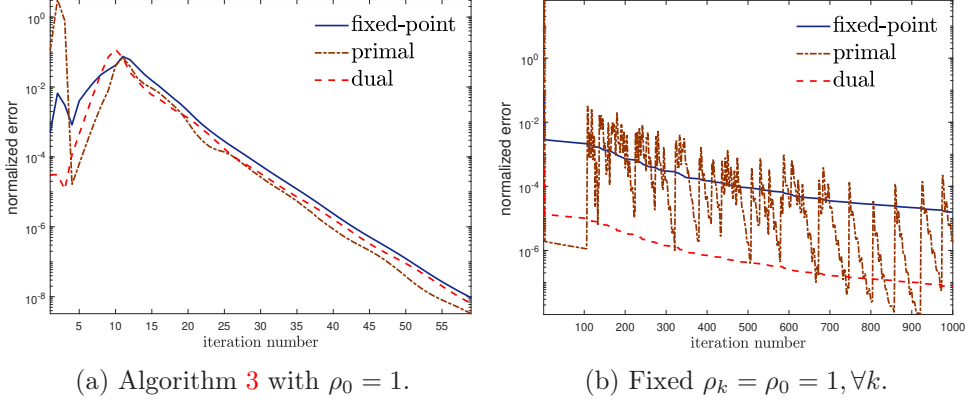 normalized error
10^0
10^-2
10^-4
10^-6
10^-8
fixed-point
primal
dual
5 10 15 20 25 30 35 40 45 50 55
iteration number
(a) Algorithm 3 with ρ_0 = 1.
normalized error
10^0
10^-2
10^-4
10^-6
fixed-point
primal
dual
100 200 300 400 500 600 700 800 900 1000
iteration number
(b) Fixed ρ_k = ρ_0 = 1, ∀k.